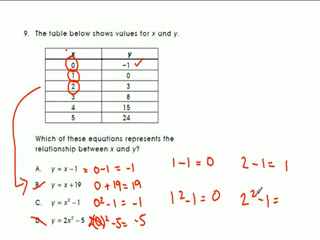 9. The table below shows values for x and y.
x y
0 −1
1 0
2 3
3 8
4 15
5 24
Which of these equations represents the
relationship between x and y?
A. y = x − 1 = 0 − 1 = −1
B. y = x + 19 0 + 19 = 19
C. y = x² − 1 0² − 1 = −1
D. y = 2x² − 5 2(0)² − 5 = −5
1 − 1 = 0 2 − 1 = 1
1² − 1 = 0 2² − 1 =